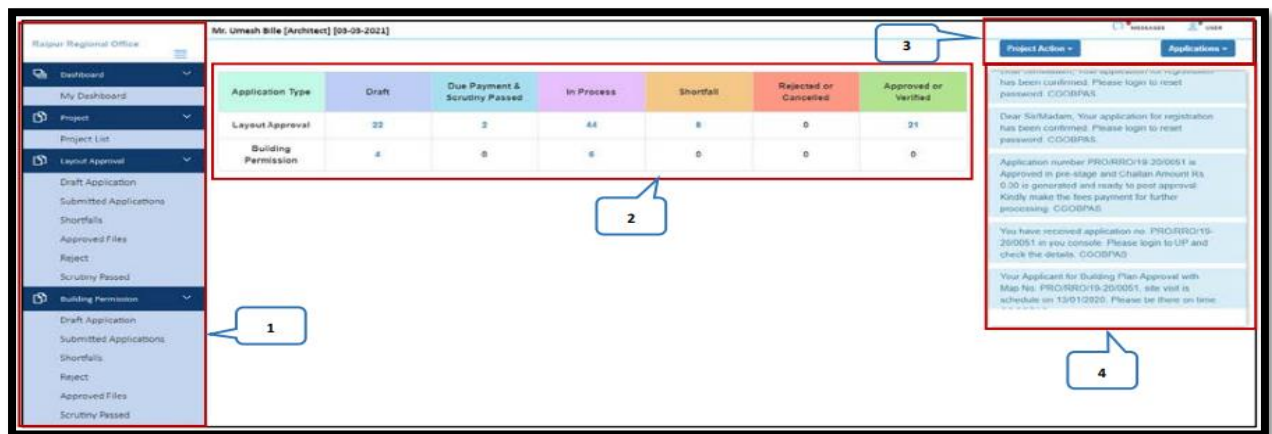 Raipur Regional Office
Dashboard
My Dashboard
Project
Project List
Layout Approval
Draft Application
Submitted Applications
Shortfalls
Approved Files
Reject
Scrutiny Passed
Building Permission
Draft Application
Submitted Applications
Shortfalls
Reject
Approved Files
Scrutiny Passed
1
Mr. Umesh Bille [Architect] [03-03-2021]
Application Type Draft Due Payment & Scrutiny Passed In Process Shortfall Rejected or Cancelled Approved or Verified
Layout Approval 22 2 44 8 0 21
Building Permission 4 0 6 0 0 0
2
3
MESSAGES USER
Project Action Applications
has been confirmed. Please login to reset
password. CGOBPAS.
Dear Sir/Madam, Your application for registration
has been confirmed. Please login to reset
password. CGOBPAS.
Application number PRO/RRO/19-20/0051 is
Approved in pre-stage and Challan Amount Rs.
0.00 is generated and ready to post approval.
Kindly make the fees payment for further
processing. CGOBPAS
You have received application no. PRO/RRO/19-
20/0051 in you console. Please login to UP and
check the details. CGOBPAS
Your Applicant for Building Plan Approval with
Map No. PRO/RRO/19-20/0051, site visit is
schedule on 13/01/2020. Please be there on time.
4